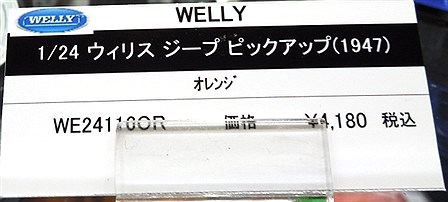 WELLY
WELLY
1/24 ウィリス ジープ ピックアップ(1947)
オレンジ
WE24116OR 価格 ¥4,180 税込